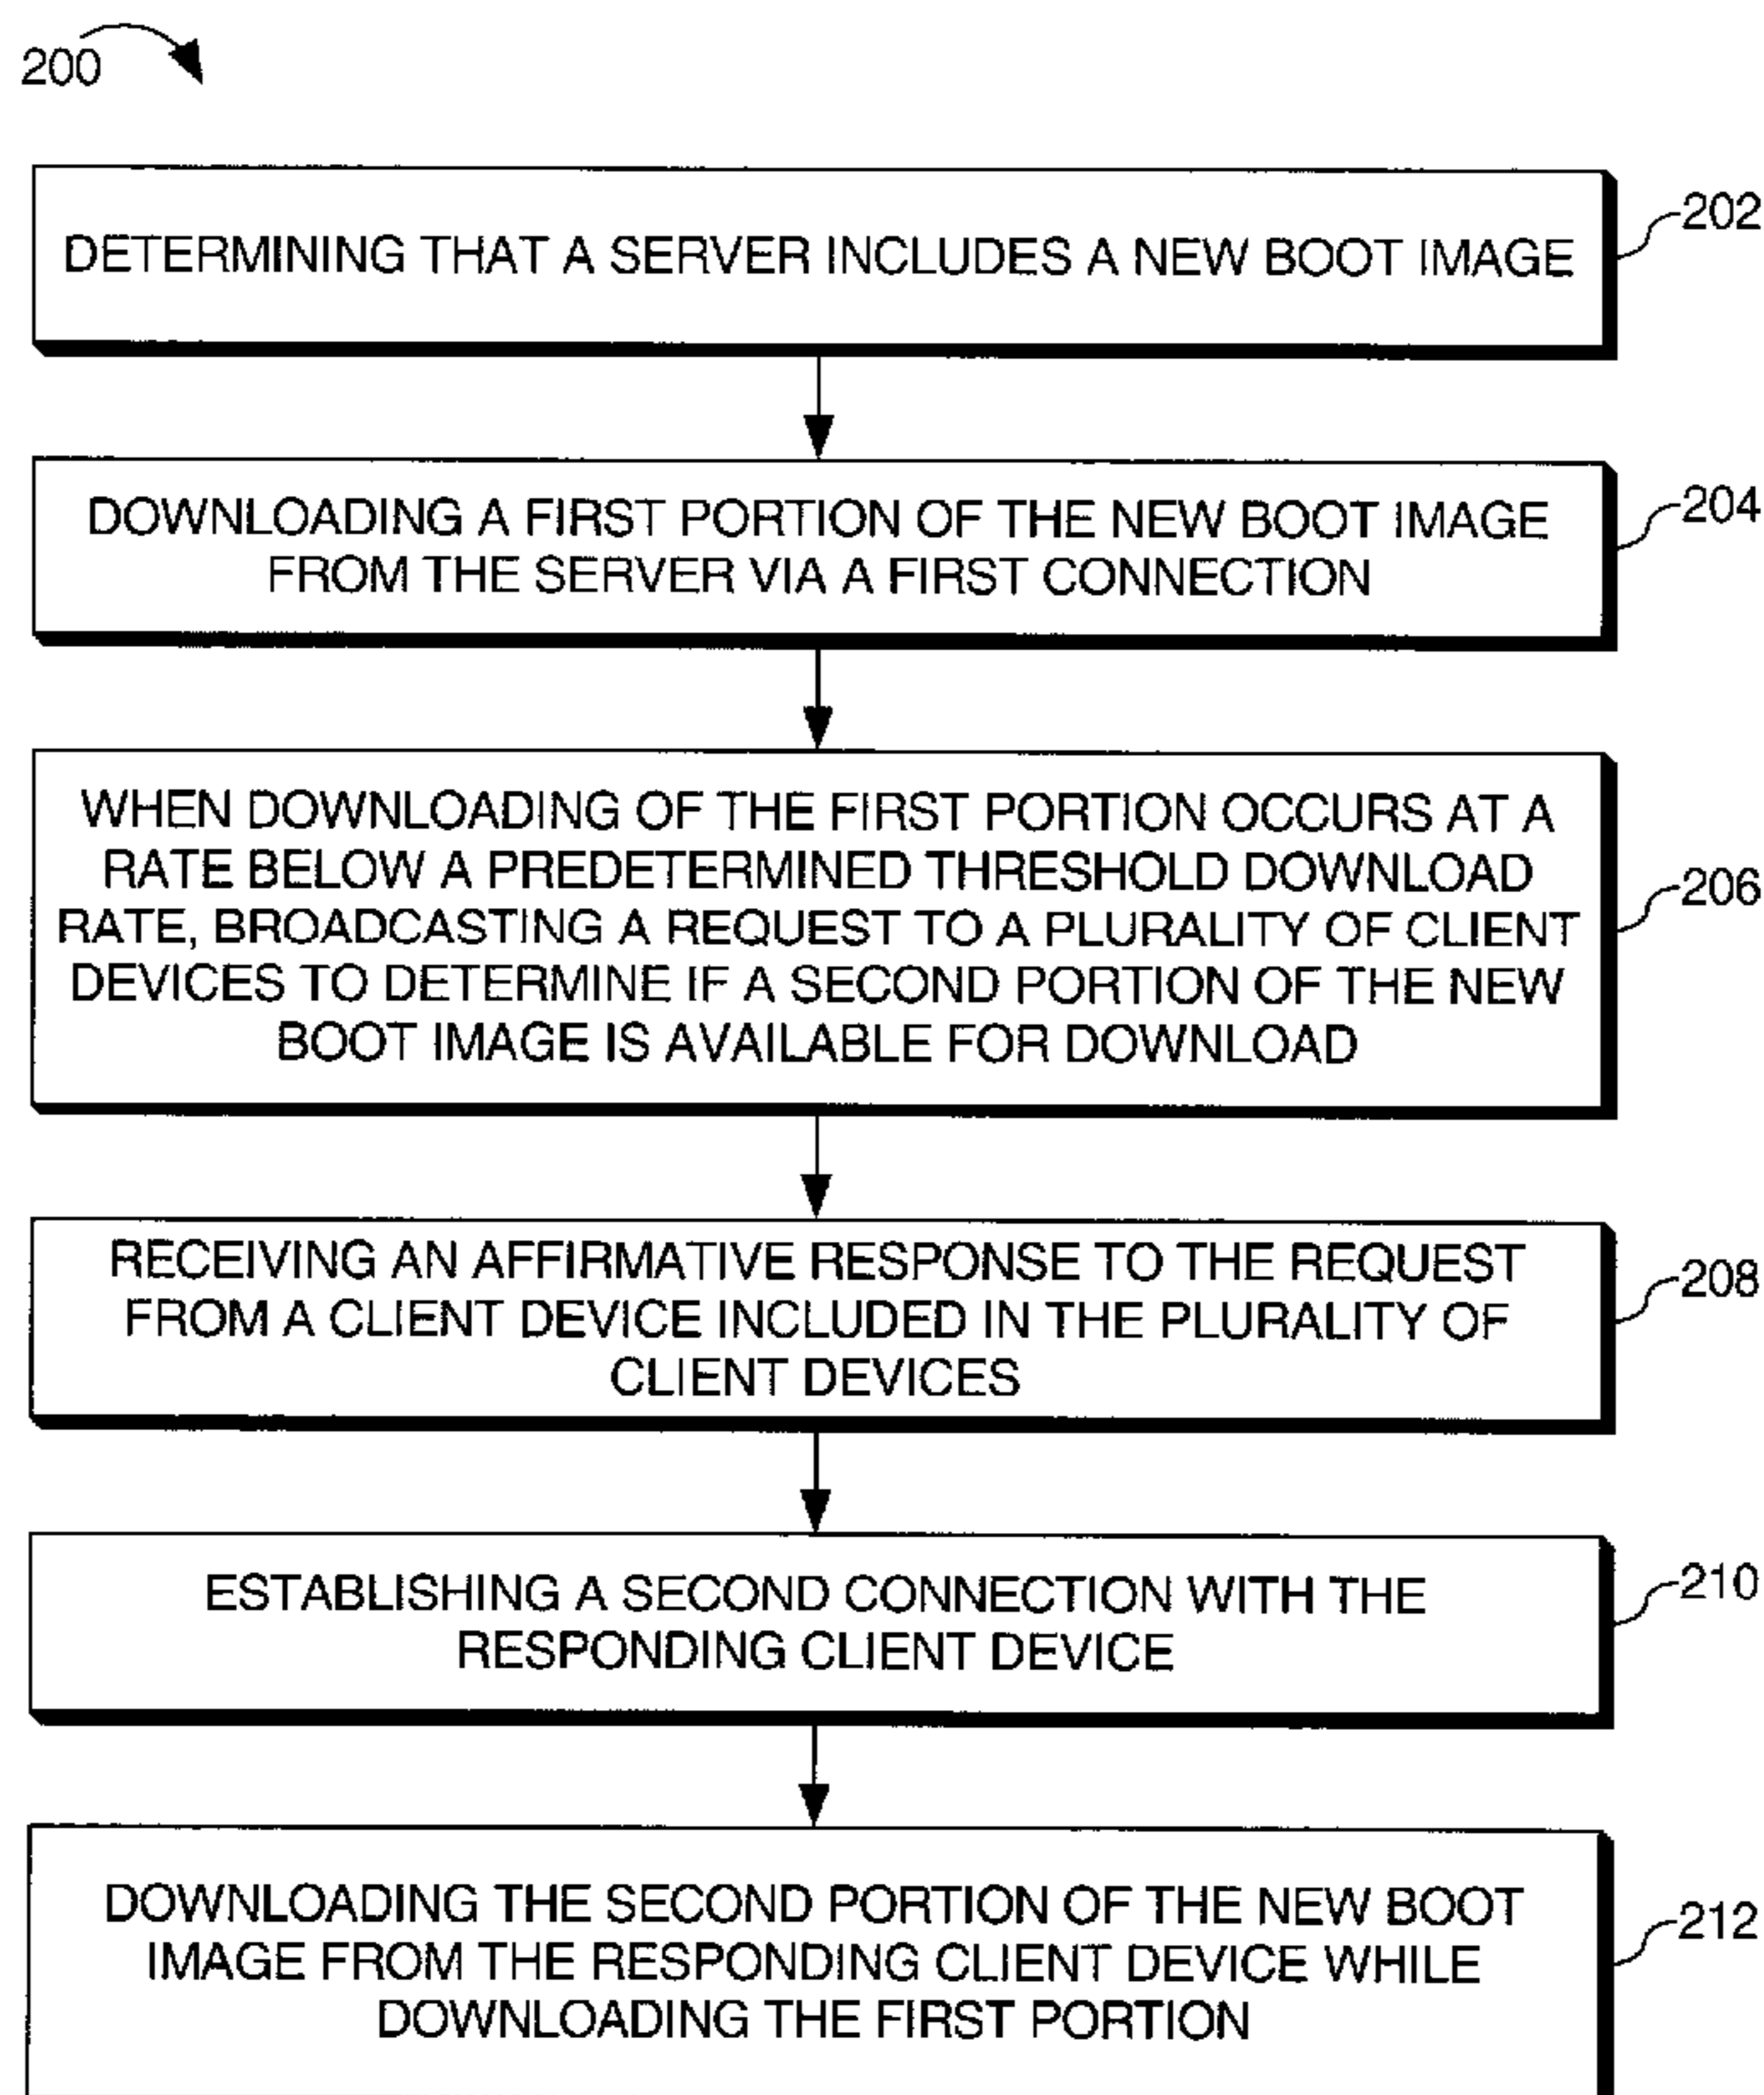 200
DETERMINING THAT A SERVER INCLUDES A NEW BOOT IMAGE
202
DOWNLOADING A FIRST PORTION OF THE NEW BOOT IMAGE
FROM THE SERVER VIA A FIRST CONNECTION
204
WHEN DOWNLOADING OF THE FIRST PORTION OCCURS AT A
RATE BELOW A PREDETERMINED THRESHOLD DOWNLOAD
RATE, BROADCASTING A REQUEST TO A PLURALITY OF CLIENT
DEVICES TO DETERMINE IF A SECOND PORTION OF THE NEW
BOOT IMAGE IS AVAILABLE FOR DOWNLOAD
206
RECEIVING AN AFFIRMATIVE RESPONSE TO THE REQUEST
FROM A CLIENT DEVICE INCLUDED IN THE PLURALITY OF
CLIENT DEVICES
208
ESTABLISHING A SECOND CONNECTION WITH THE
RESPONDING CLIENT DEVICE
210
DOWNLOADING THE SECOND PORTION OF THE NEW BOOT
IMAGE FROM THE RESPONDING CLIENT DEVICE WHILE
DOWNLOADING THE FIRST PORTION
212